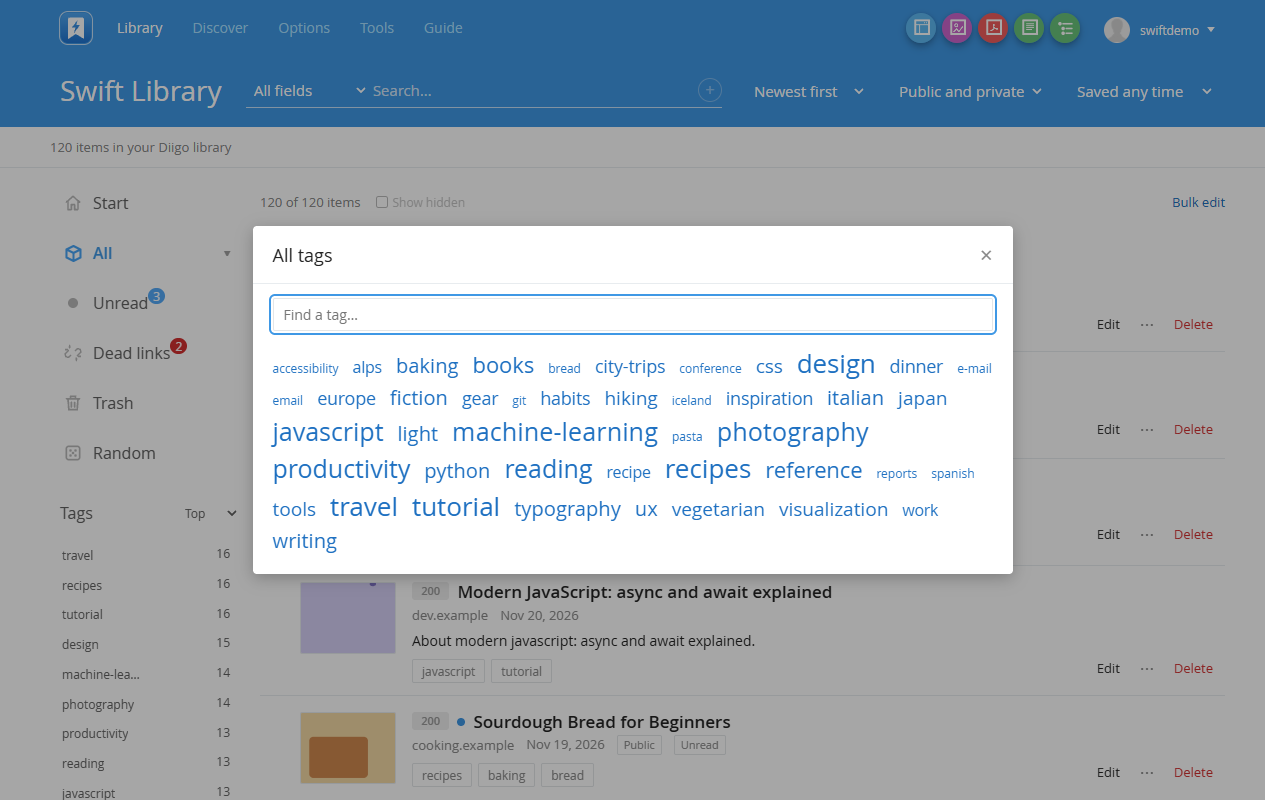 Library Discover Options Tools Guide swiftdemo
Swift Library All fields Search... Newest first Public and private Saved any time
120 items in your Diigo library
Start
All
Unread 3
Dead links 2
Trash
Random
Tags Top
travel 16
recipes 16
tutorial 16
design 15
machine-lea... 14
photography 14
productivity 13
reading 13
javascript 13
120 of 120 items Show hidden Bulk edit
All tags ×
Find a tag...
accessibility alps baking books bread city-trips conference css design dinner e-mail
email europe fiction gear git habits hiking iceland inspiration italian japan
javascript light machine-learning pasta photography
productivity python reading recipe recipes reference reports spanish
tools travel tutorial typography ux vegetarian visualization work
writing
Edit ... Delete
Edit ... Delete
Edit ... Delete
200 Modern JavaScript: async and await explained
dev.example Nov 20, 2026
About modern javascript: async and await explained.
javascript tutorial
Edit ... Delete
200 Sourdough Bread for Beginners
cooking.example Nov 19, 2026 Public Unread
recipes baking bread
Edit ... Delete